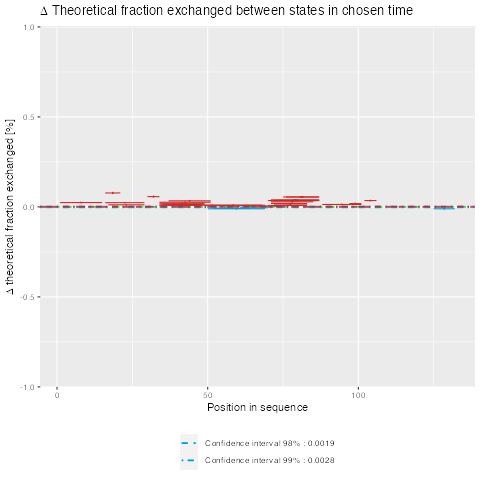 Δ Theoretical fraction exchanged between states in chosen time
1.0
0.5
0.0
-0.5
-1.0
Δ theoretical fraction exchanged [%]
0
50
100
Position in sequence
Confidence interval 98% : 0.0019
Confidence interval 99% : 0.0028